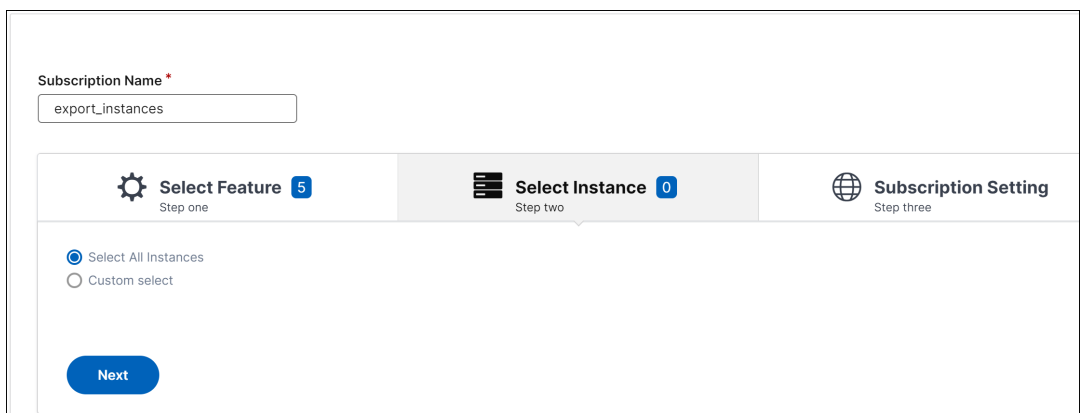 Subscription Name *
export_instances
Select Feature 5
Step one
Select Instance 0
Step two
Subscription Setting
Step three
Select All Instances
Custom select
Next